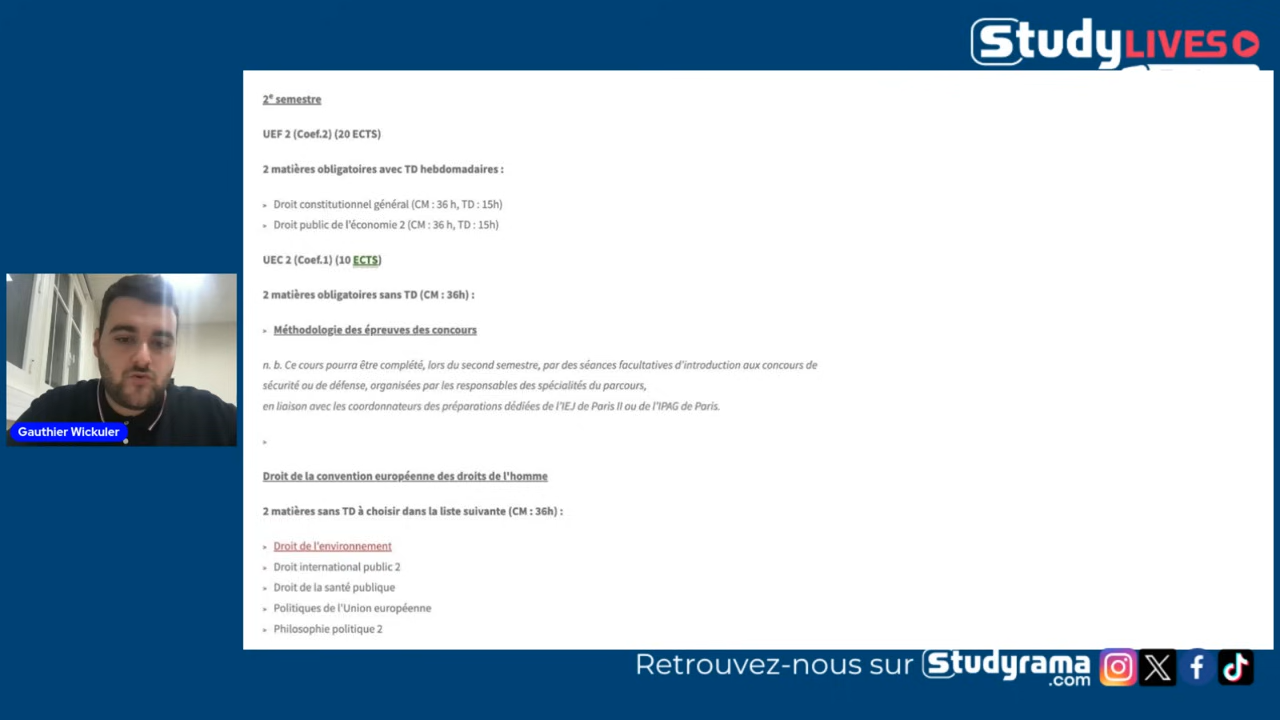 StudyLIVES
2e semestre
UEF 2 (Coef.2) (20 ECTS)
2 matières obligatoires avec TD hebdomadaires :
▸ Droit constitutionnel général (CM : 36 h, TD : 15h)
▸ Droit public de l'économie 2 (CM : 36 h, TD : 15h)
UEC 2 (Coef.1) (10 ECTS)
2 matières obligatoires sans TD (CM : 36h) :
▸ Méthodologie des épreuves des concours
n. b. Ce cours pourra être complété, lors du second semestre, par des séances facultatives d'introduction aux concours de
sécurité ou de défense, organisées par les responsables des spécialités du parcours,
en liaison avec les coordonnateurs des préparations dédiées de l'IEJ de Paris II ou de l'IPAG de Paris.
▸
Droit de la convention européenne des droits de l'homme
2 matières sans TD à choisir dans la liste suivante (CM : 36h) :
▸ Droit de l'environnement
▸ Droit international public 2
▸ Droit de la santé publique
▸ Politiques de l'Union européenne
▸ Philosophie politique 2
Gauthier Wickuler
Retrouvez-nous sur Studyrama.com